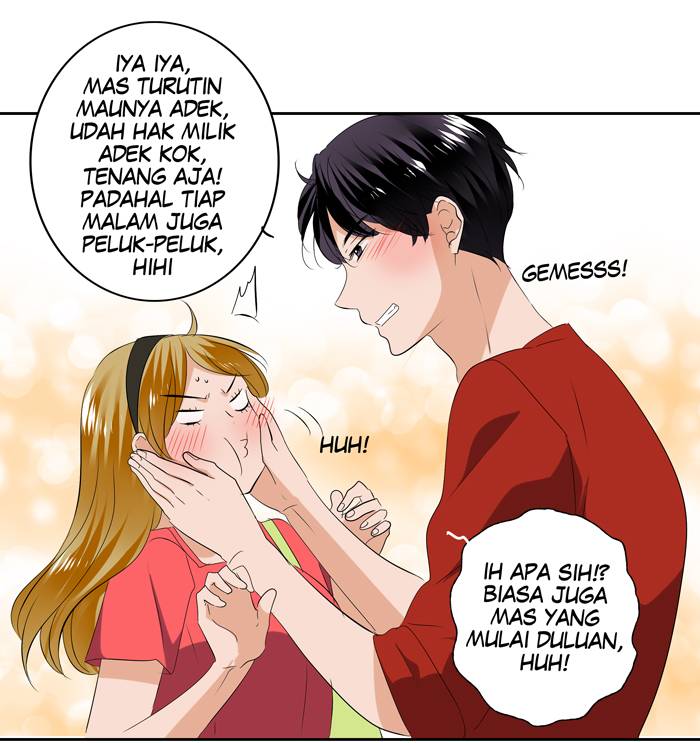 IYA IYA,
MAS TURUTIN
MAUNYA ADEK,
UDAH HAK MILIK
ADEK KOK,
TENANG AJA!
PADAHAL TIAP
MALAM JUGA
PELUK-PELUK,
HIHI
GEMESSS!
HUH!
IH APA SIH!?
BIASA JUGA
MAS YANG
MULAI DULUAN,
HUH!